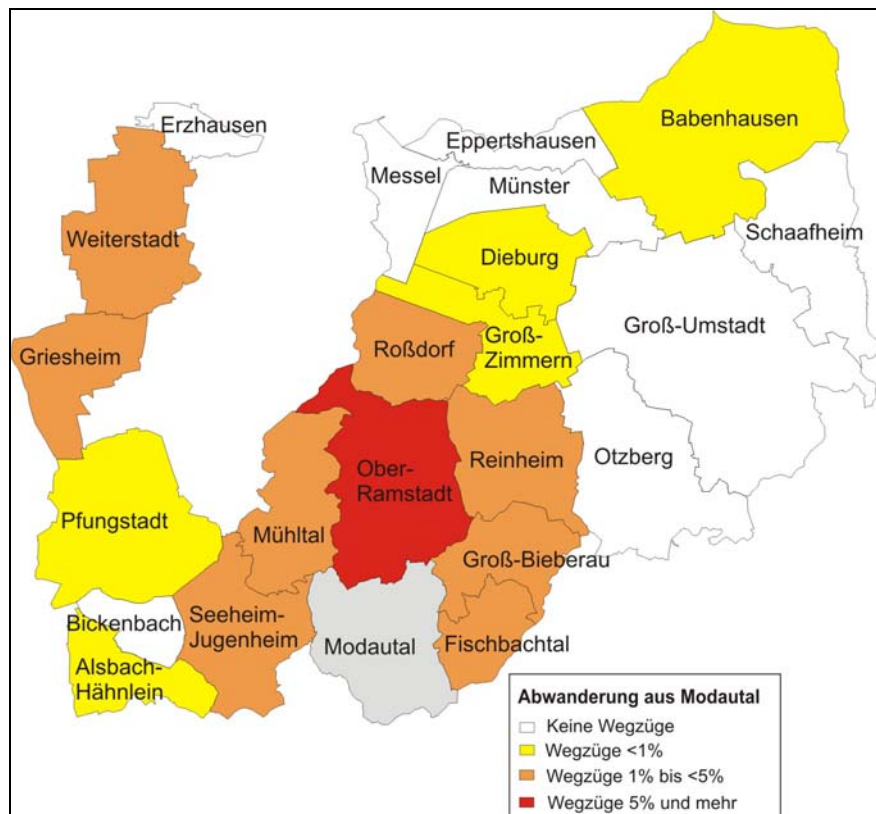 Erzhausen
Babenhausen
Eppertshausen
Messel
Münster
Schaafheim
Weiterstadt
Dieburg
Groß-Umstadt
Griesheim
Roßdorf
Groß-
Zimmern
Ober-
Ramstadt
Reinheim
Otzberg
Pfungstadt
Mühltal
Groß-Bieberau
Bickenbach
Seeheim-
Jugenheim
Modautal
Fischbachtal
Alsbach-
Hähnlein
Abwanderung aus Modautal
Keine Wegzüge
Wegzüge <1%
Wegzüge 1% bis <5%
Wegzüge 5% und mehr